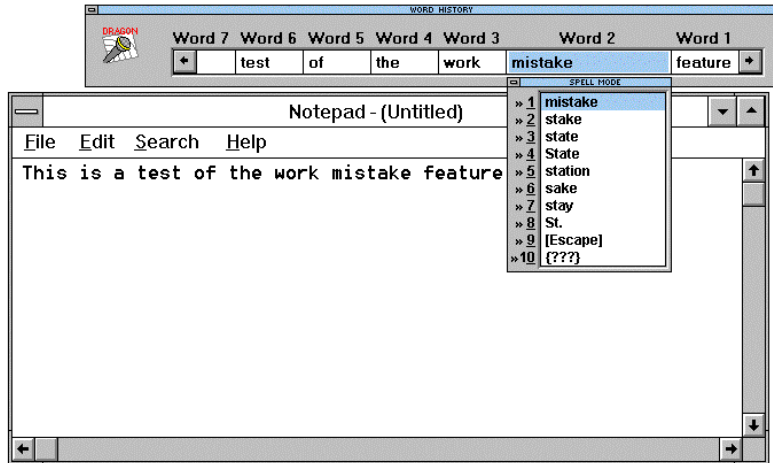 WORD HISTORY
DRAGON
Word 7 Word 6 Word 5 Word 4 Word 3 Word 2 Word 1
test of the work mistake feature
SPELL MODE
» 1 mistake
» 2 stake
» 3 state
» 4 State
» 5 station
» 6 sake
» 7 stay
» 8 St.
» 9 [Escape]
»10 {???}
Notepad - (Untitled)
File Edit Search Help
This is a test of the work mistake feature